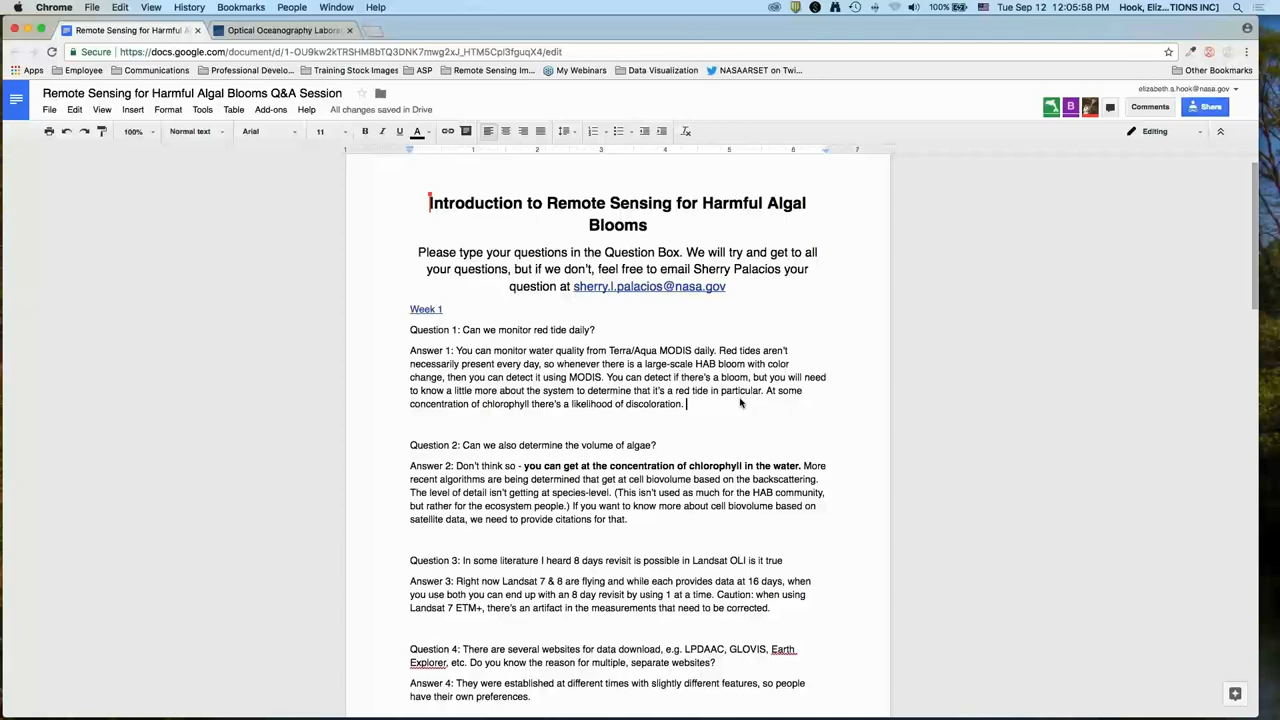 Chrome File Edit View History Bookmarks People Window Help 100% Tue Sep 12 12:05:58 PM Hook, Eliz...TIONS INC]
Remote Sensing for Harmful A Optical Oceanography Labora
Secure https://docs.google.com/document/d/1-OU9kw2kTRSHM8bTQ3DNK7mwg2xJ_HTM5Cpl3fguqX4/edit
Apps Employee Communications Professional Develo... Training Stock Images ASP Remote Sensing Im... My Webinars Data Visualization NASAARSET on Twi... Other Bookmarks
elizabeth.a.hook@nasa.gov
Remote Sensing for Harmful Algal Blooms Q&A Session
File Edit View Insert Format Tools Table Add-ons Help All changes saved in Drive Comments Share
100% Normal text Arial 11 B I U A Editing
1 1 2 3 4 5 6 7
Introduction to Remote Sensing for Harmful Algal
Blooms
Please type your questions in the Question Box. We will try and get to all
your questions, but if we don't, feel free to email Sherry Palacios your
question at sherry.l.palacios@nasa.gov
Week 1
Question 1: Can we monitor red tide daily?
Answer 1: You can monitor water quality from Terra/Aqua MODIS daily. Red tides aren't
necessarily present every day, so whenever there is a large-scale HAB bloom with color
change, then you can detect it using MODIS. You can detect if there's a bloom, but you will need
to know a little more about the system to determine that it's a red tide in particular. At some
concentration of chlorophyll there's a likelihood of discoloration.
Question 2: Can we also determine the volume of algae?
Answer 2: Don't think so - you can get at the concentration of chlorophyll in the water. More
recent algorithms are being determined that get at cell biovolume based on the backscattering.
The level of detail isn't getting at species-level. (This isn't used as much for the HAB community,
but rather for the ecosystem people.) If you want to know more about cell biovolume based on
satellite data, we need to provide citations for that.
Question 3: In some literature I heard 8 days revisit is possible in Landsat OLI is it true
Answer 3: Right now Landsat 7 & 8 are flying and while each provides data at 16 days, when
you use both you can end up with an 8 day revisit by using 1 at a time. Caution: when using
Landsat 7 ETM+, there's an artifact in the measurements that need to be corrected.
Question 4: There are several websites for data download, e.g. LPDAAC, GLOVIS, Earth
Explorer, etc. Do you know the reason for multiple, separate websites?
Answer 4: They were established at different times with slightly different features, so people
have their own preferences.